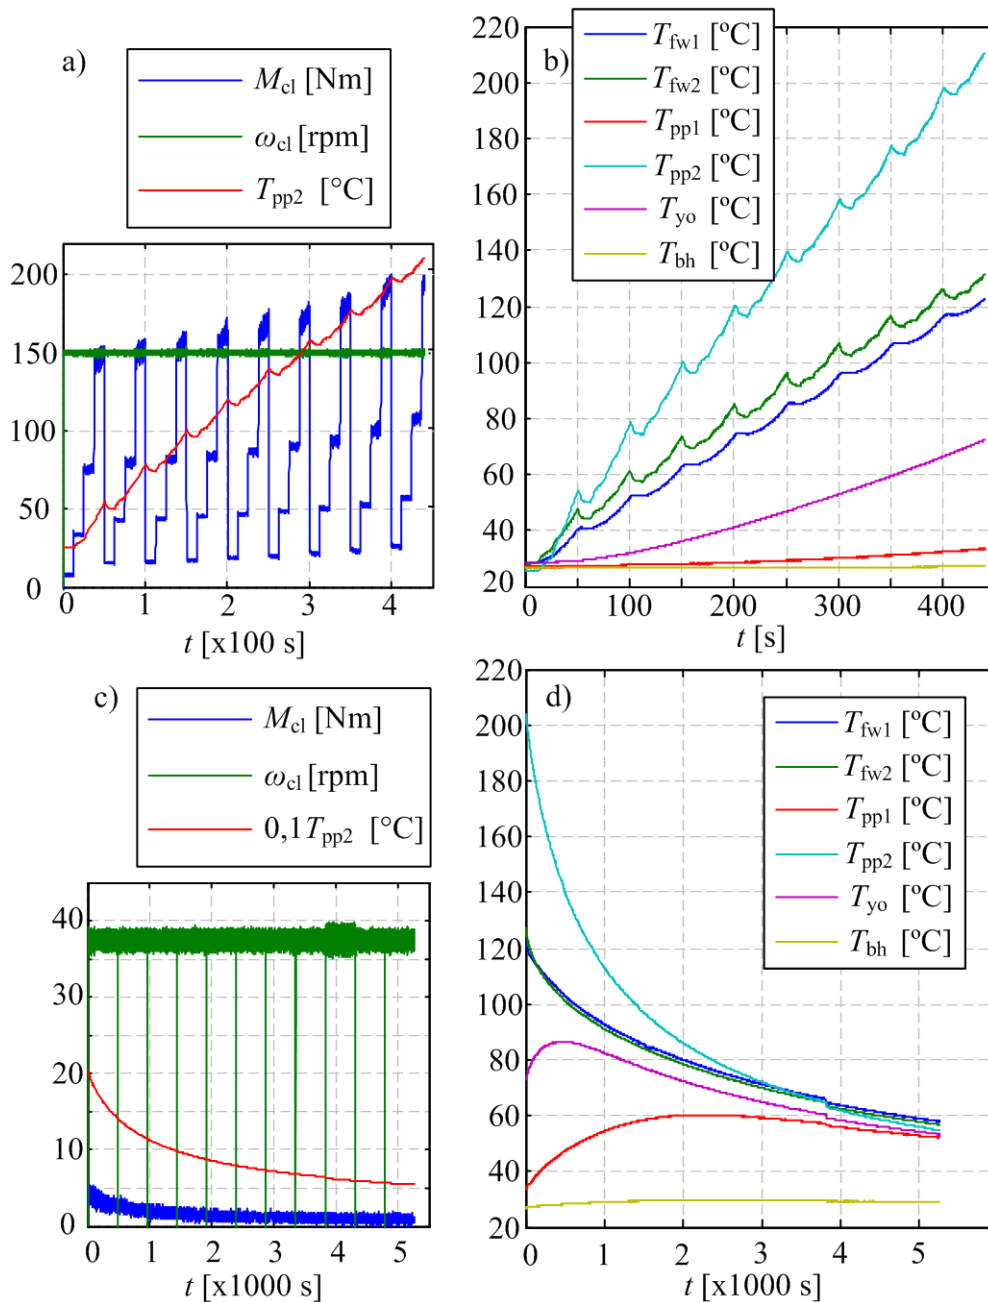 a)
M_cl [Nm]
ω_cl [rpm]
T_pp2 [°C]
200
150
100
50
0
0 1 2 3 4
t [x100 s]
b)
T_fw1 [ºC]
T_fw2 [ºC]
T_pp1 [ºC]
T_pp2 [ºC]
T_yo [ºC]
T_bh [ºC]
220
200
180
160
140
120
100
80
60
40
20
0 100 200 300 400
t [s]
c)
M_cl [Nm]
ω_cl [rpm]
0,1T_pp2 [°C]
40
35
30
20
10
0
0 1 2 3 4 5
t [x1000 s]
d)
T_fw1 [ºC]
T_fw2 [ºC]
T_pp1 [ºC]
T_pp2 [ºC]
T_yo [ºC]
T_bh [ºC]
220
200
180
160
140
120
100
80
60
40
20
0 1 2 3 4 5
t [x1000 s]